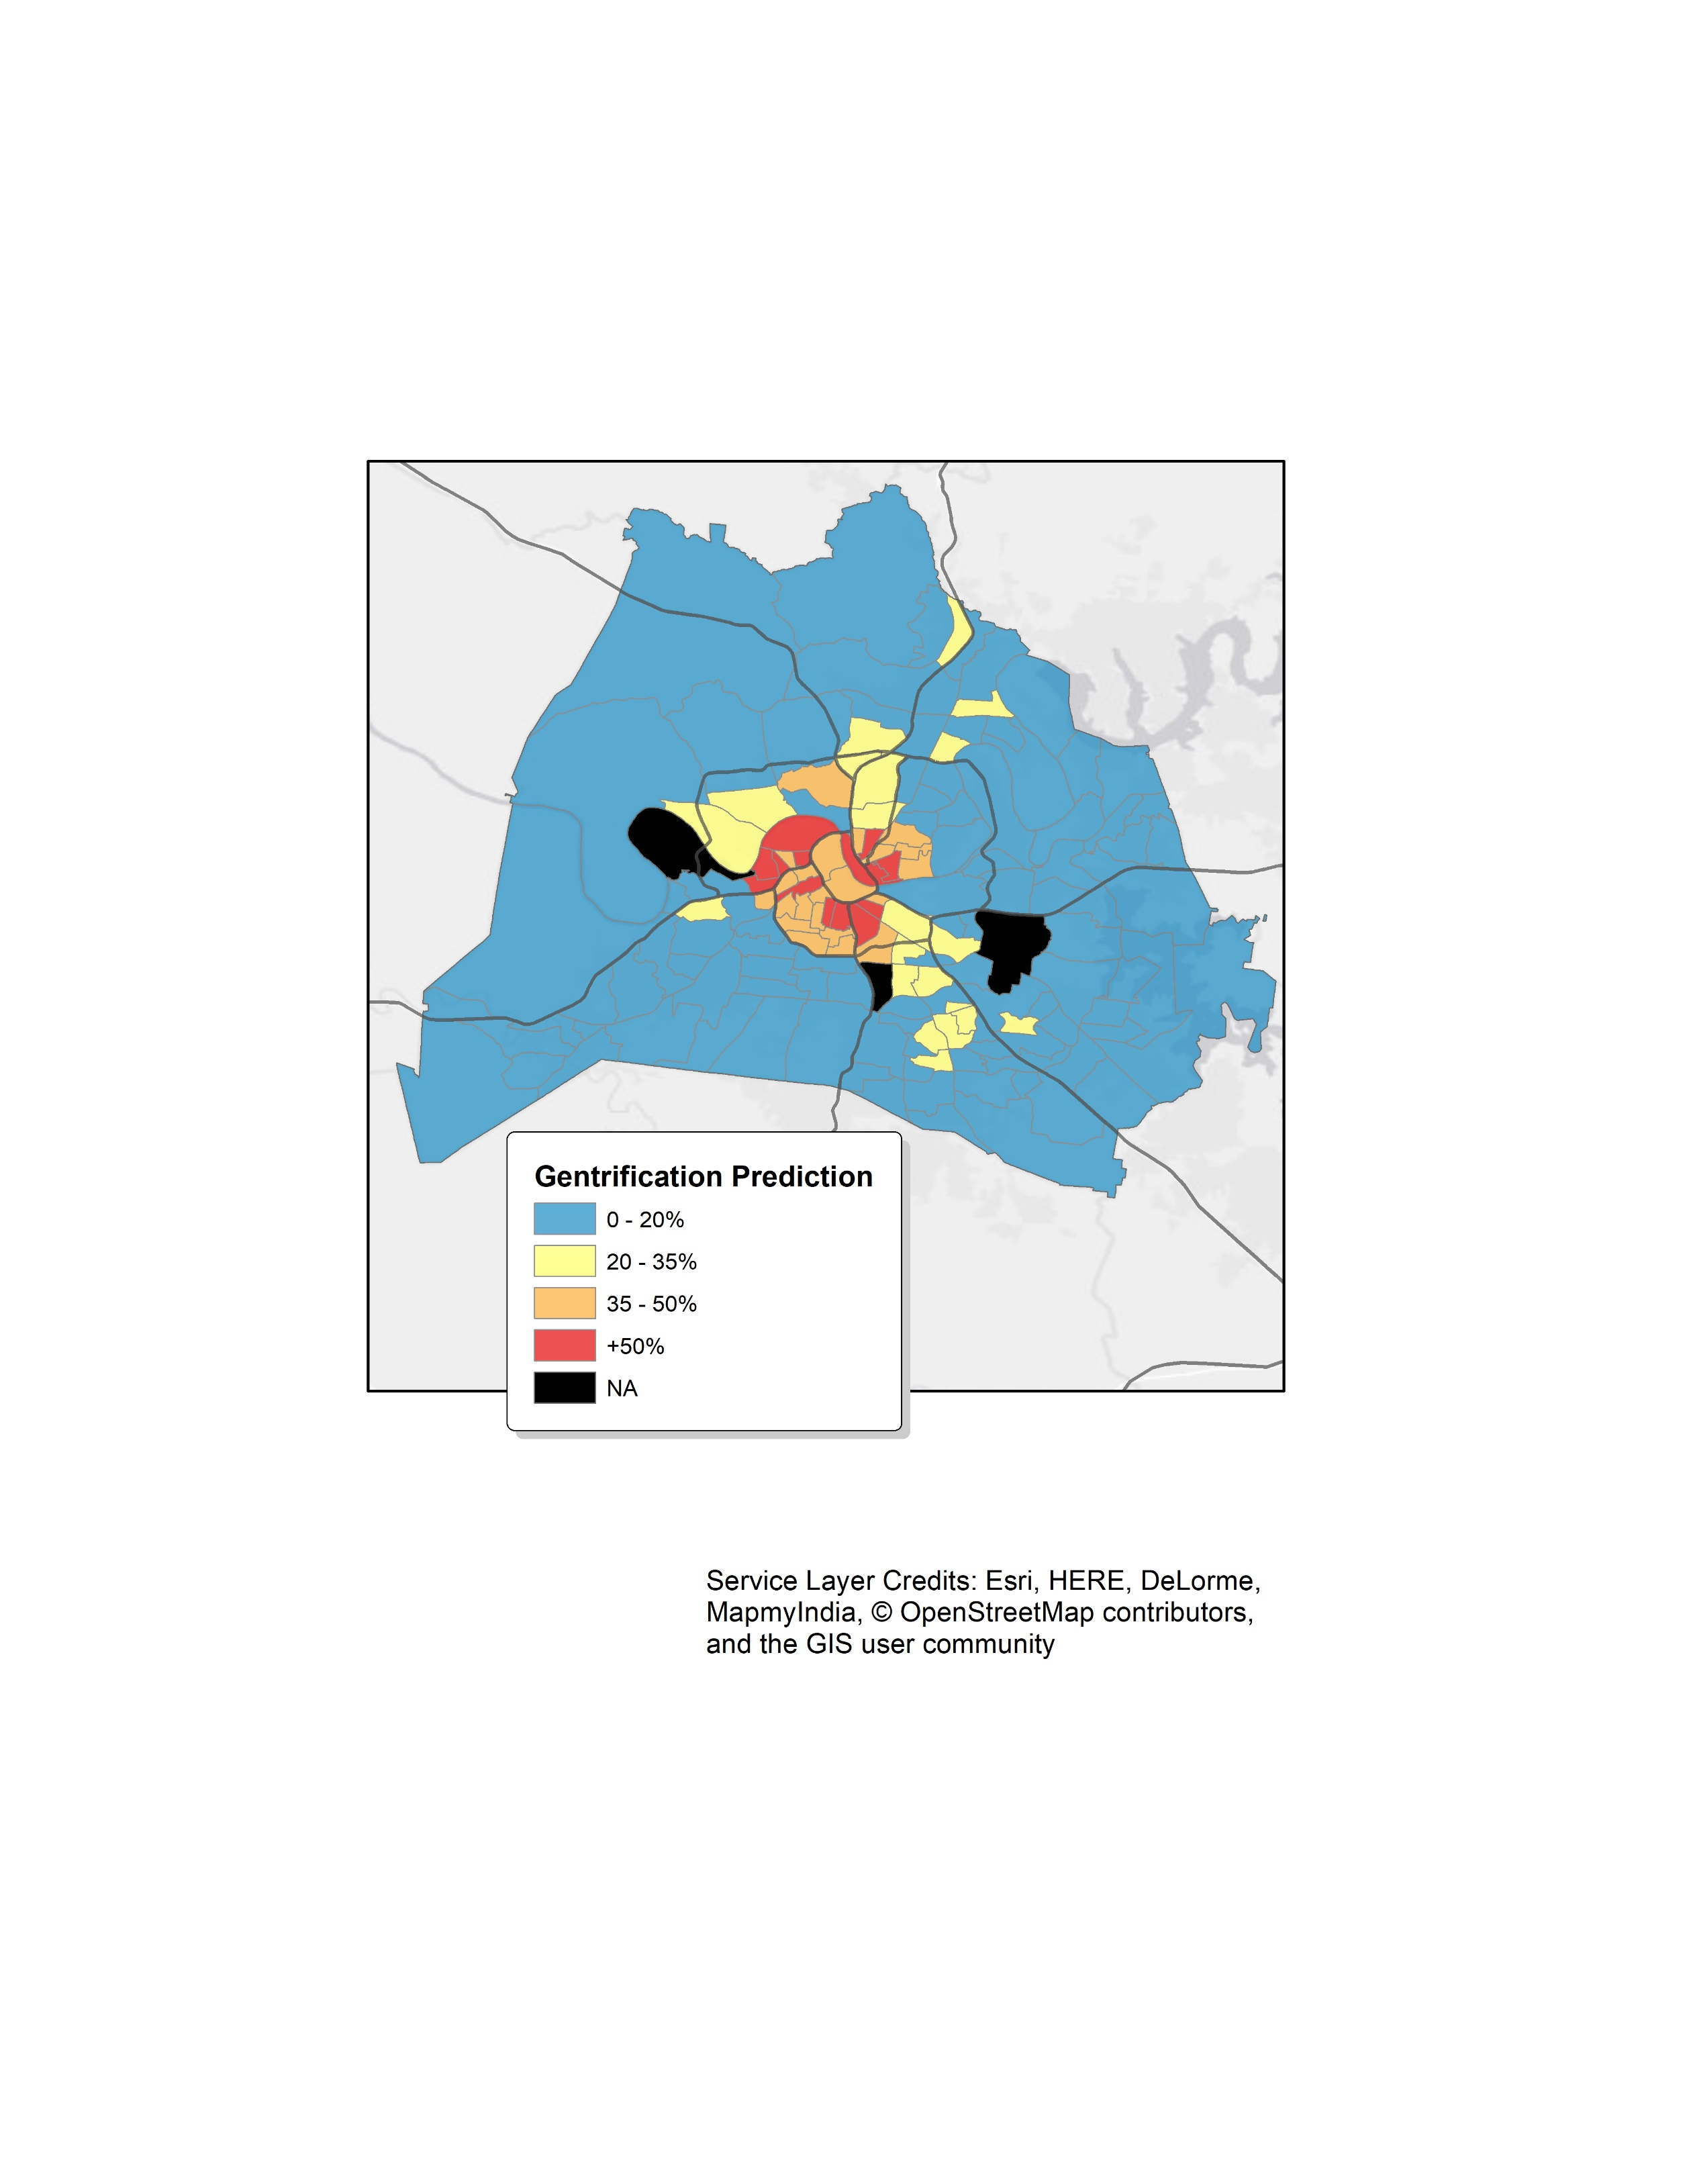 Gentrification Prediction
0 - 20%
20 - 35%
35 - 50%
+50%
NA
Service Layer Credits: Esri, HERE, DeLorme,
MapmyIndia, © OpenStreetMap contributors,
and the GIS user community